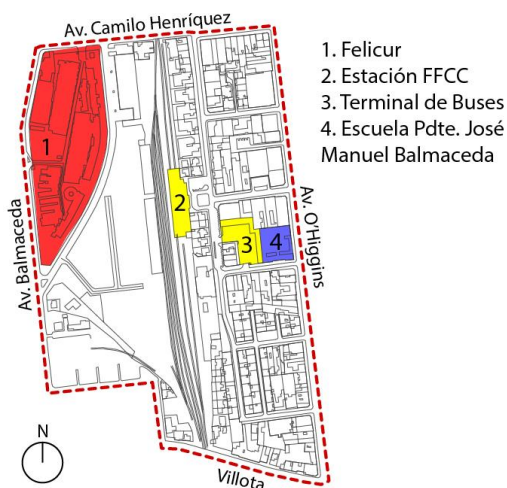 Av. Camilo Henríquez
1. Felicur
2. Estación FFCC
3. Terminal de Buses
4. Escuela Pdte. José
Manuel Balmaceda
1
2
3
4
Av. Balmaceda
Av. O'Higgins
N
Villota